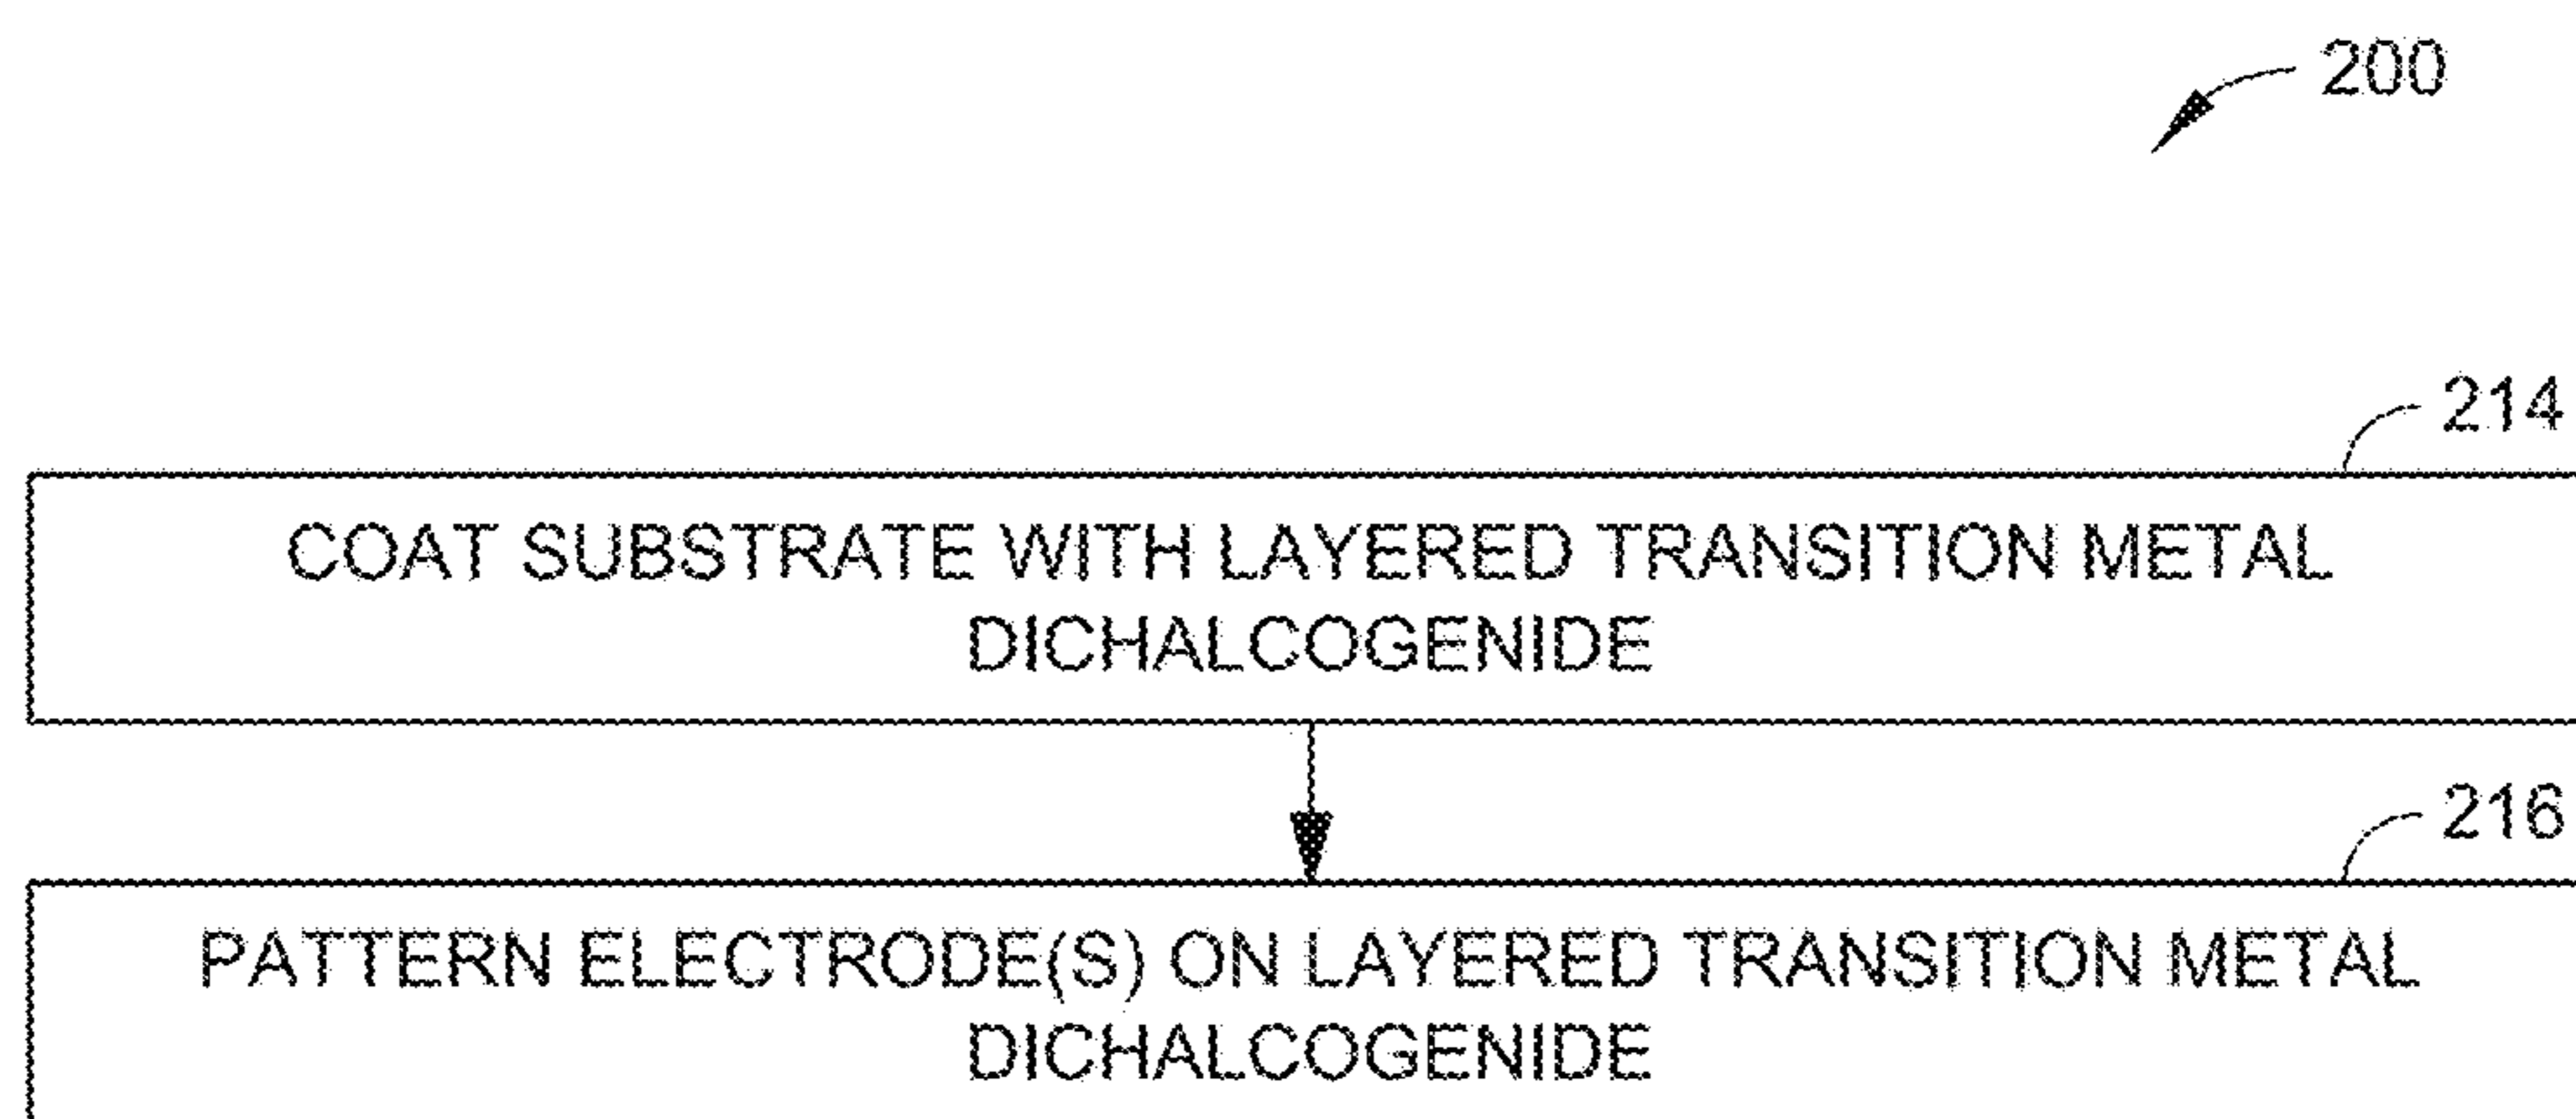 200
214
COAT SUBSTRATE WITH LAYERED TRANSITION METAL
DICHALCOGENIDE
216
PATTERN ELECTRODE(S) ON LAYERED TRANSITION METAL
DICHALCOGENIDE